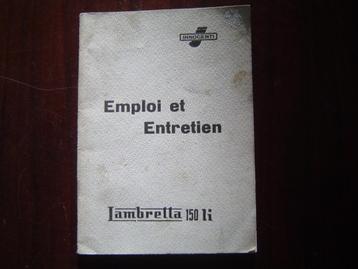 INNOCENTI
Emploi et
Entretien
Lambretta 150 li